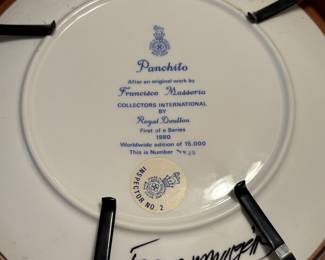 Panchito
After an original work by
Francisco Masseria
COLLECTORS INTERNATIONAL
BY
Royal Doulton
First of a Series
1980
Worldwide edition of 15,000
This is Number
INSPECTOR NO. 2